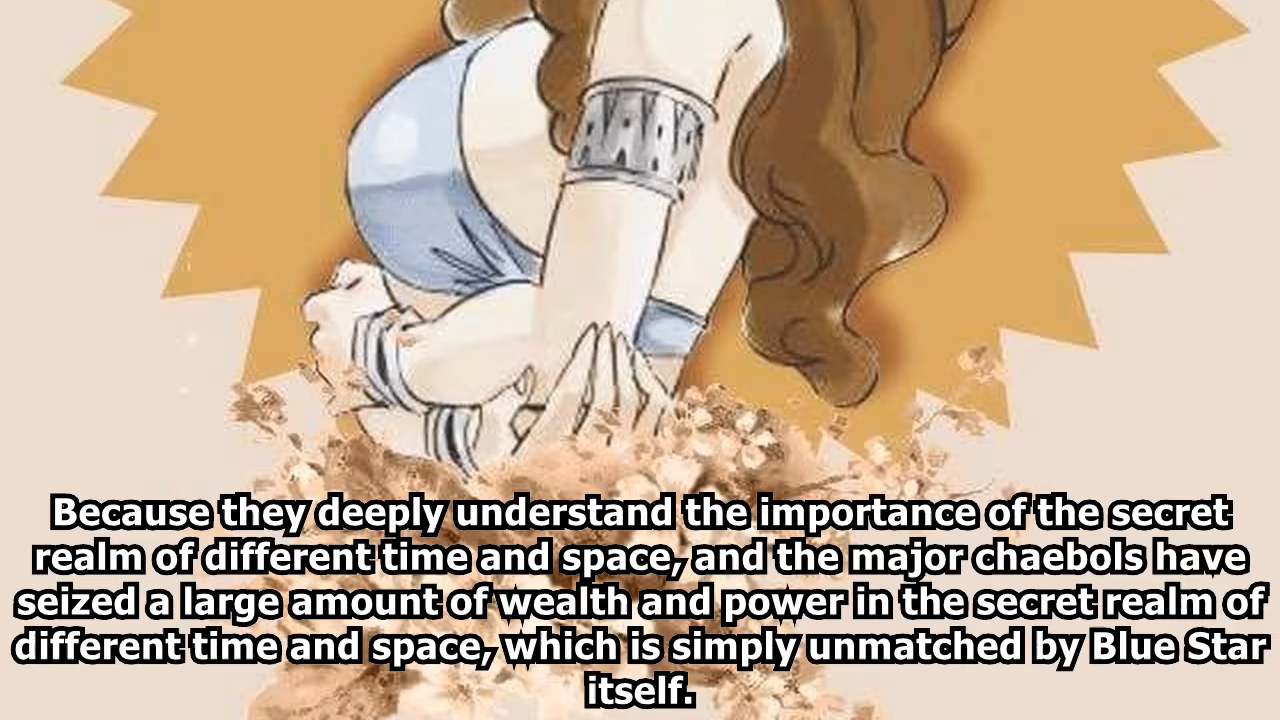 Because they deeply understand the importance of the secret
realm of different time and space, and the major chaebols have
seized a large amount of wealth and power in the secret realm of
different time and space, which is simply unmatched by Blue Star
itself.